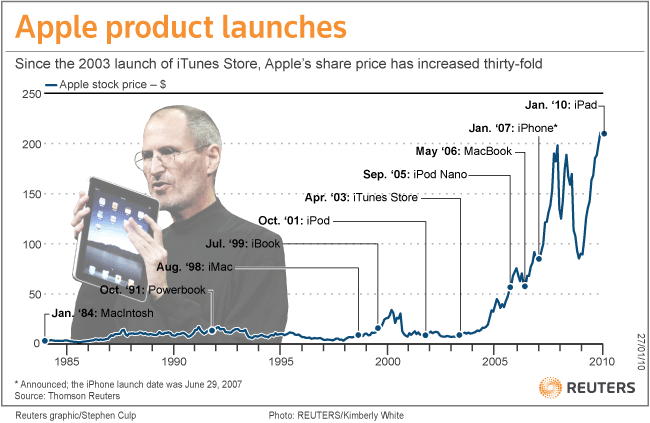 Apple product launches
Since the 2003 launch of iTunes Store, Apple's share price has increased thirty-fold
250
Apple stock price – $
Jan. '10: iPad
Jan. '07: iPhone*
200
May '06: MacBook
Sep. '05: iPod Nano
150
Apr. '03: iTunes Store
Oct. '01: iPod
100
Jul. '99: iBook
Aug. '98: iMac
50
Oct. '91: Powerbook
Jan. '84: MacIntosh
0
1985 1990 1995 2000 2005 2010
27/01/10
* Announced; the iPhone launch date was June 29, 2007
Source: Thomson Reuters
REUTERS
Reuters graphic/Stephen Culp
Photo: REUTERS/Kimberly White